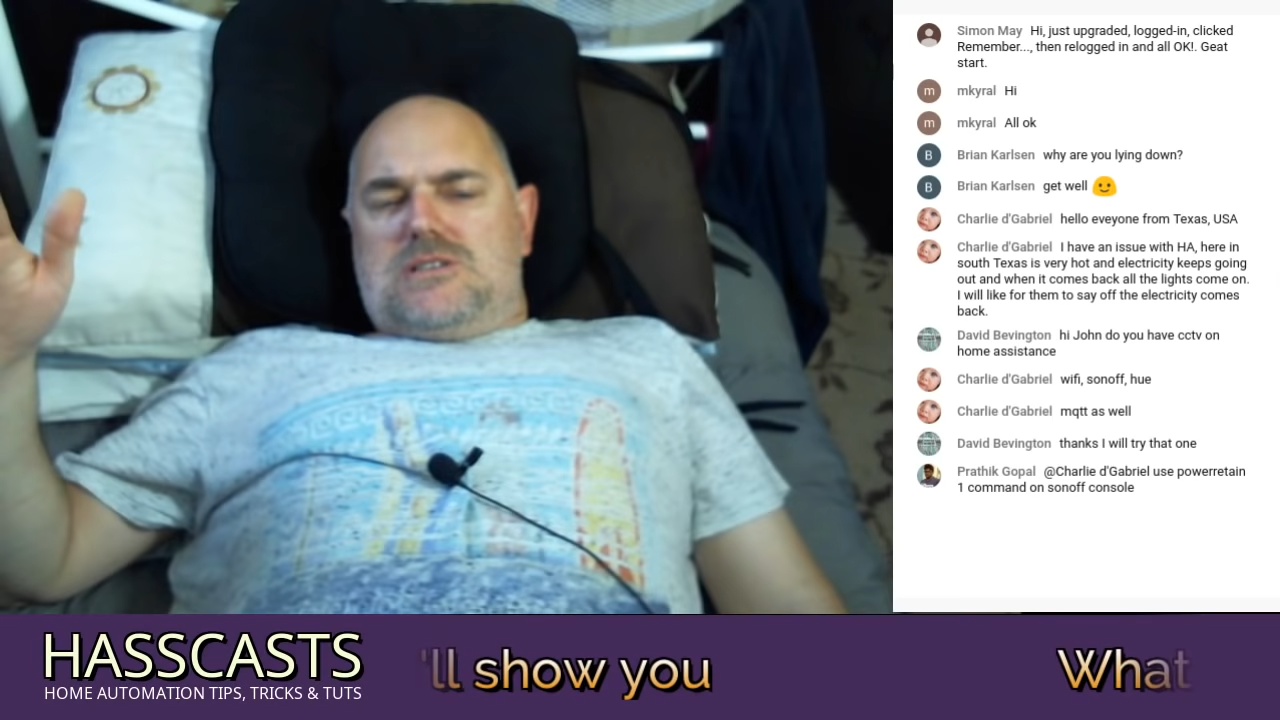 Simon May Hi, just upgraded, logged-in, clicked
Remember..., then relogged in and all OK!. Geat
start.
m
mkyral Hi
m
mkyral All ok
B
Brian Karlsen why are you lying down?
B
Brian Karlsen get well
Charlie d'Gabriel hello eveyone from Texas, USA
Charlie d'Gabriel I have an issue with HA, here in
south Texas is very hot and electricity keeps going
out and when it comes back all the lights come on.
I will like for them to say off the electricity comes
back.
David Bevington hi John do you have cctv on
home assistance
Charlie d'Gabriel wifi, sonoff, hue
Charlie d'Gabriel mqtt as well
David Bevington thanks I will try that one
Prathik Gopal @Charlie d'Gabriel use powerretain
1 command on sonoff console
HASSCASTS
HOME AUTOMATION TIPS, TRICKS & TUTS
'll show you What